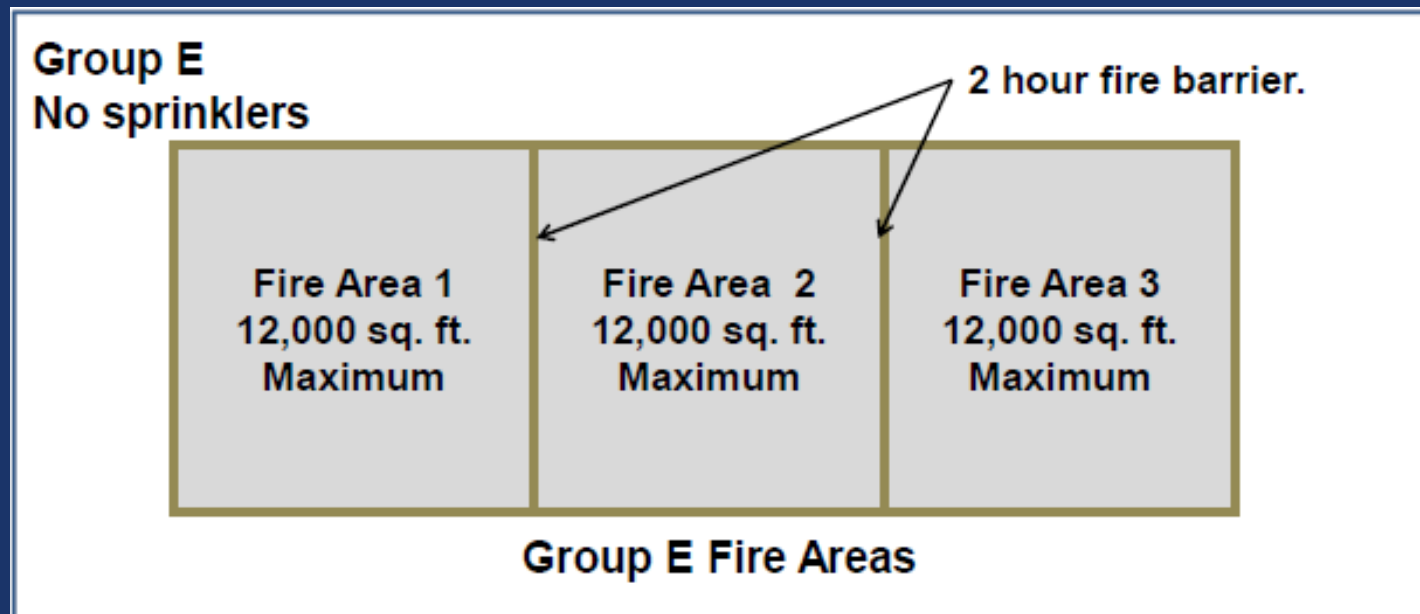 Group E
No sprinklers
2 hour fire barrier.
Fire Area 1
12,000 sq. ft.
Maximum
Fire Area 2
12,000 sq. ft.
Maximum
Fire Area 3
12,000 sq. ft.
Maximum
Group E Fire Areas